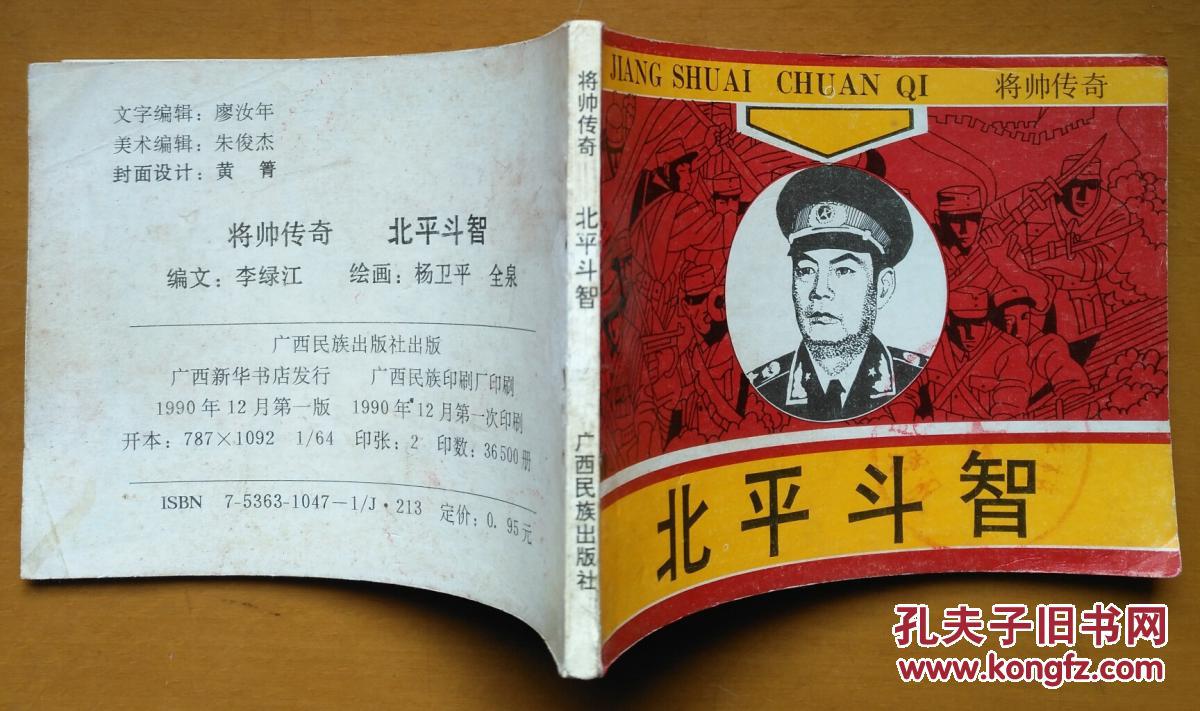 文字编辑：廖汝年
美术编辑：朱俊杰
封面设计：黄 箐
将帅传奇 北平斗智
编文：李绿江 绘画：杨卫平 全泉
广西民族出版社出版
广西新华书店发行 广西民族印刷厂印刷
1990年12月第一版 1990年12月第一次印刷
开本：787×1092 1/64 印张：2 印数：36500册
ISBN 7-5363-1047-1/J·213 定价：0.95元
将帅传奇 北平斗智 广西民族出版社
JIANG SHUAI CHUAN QI 将帅传奇
北平斗智
孔夫子旧书网
www.kongfz.com